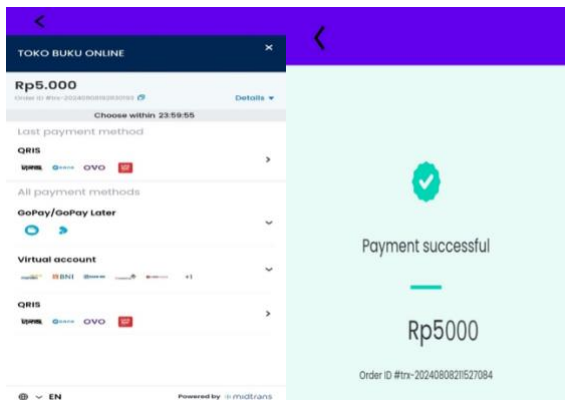 TOKO BUKU ONLINE
Rp5.000
Details
Choose within 23:59:55
Last payment method
QRIS
OVO
All payment methods
GoPay/GoPay Later
Virtual account
BNI
+1
QRIS
OVO
EN
Powered by midtrans
Payment successful
Rp5000
Order ID #trx-20240808211527084